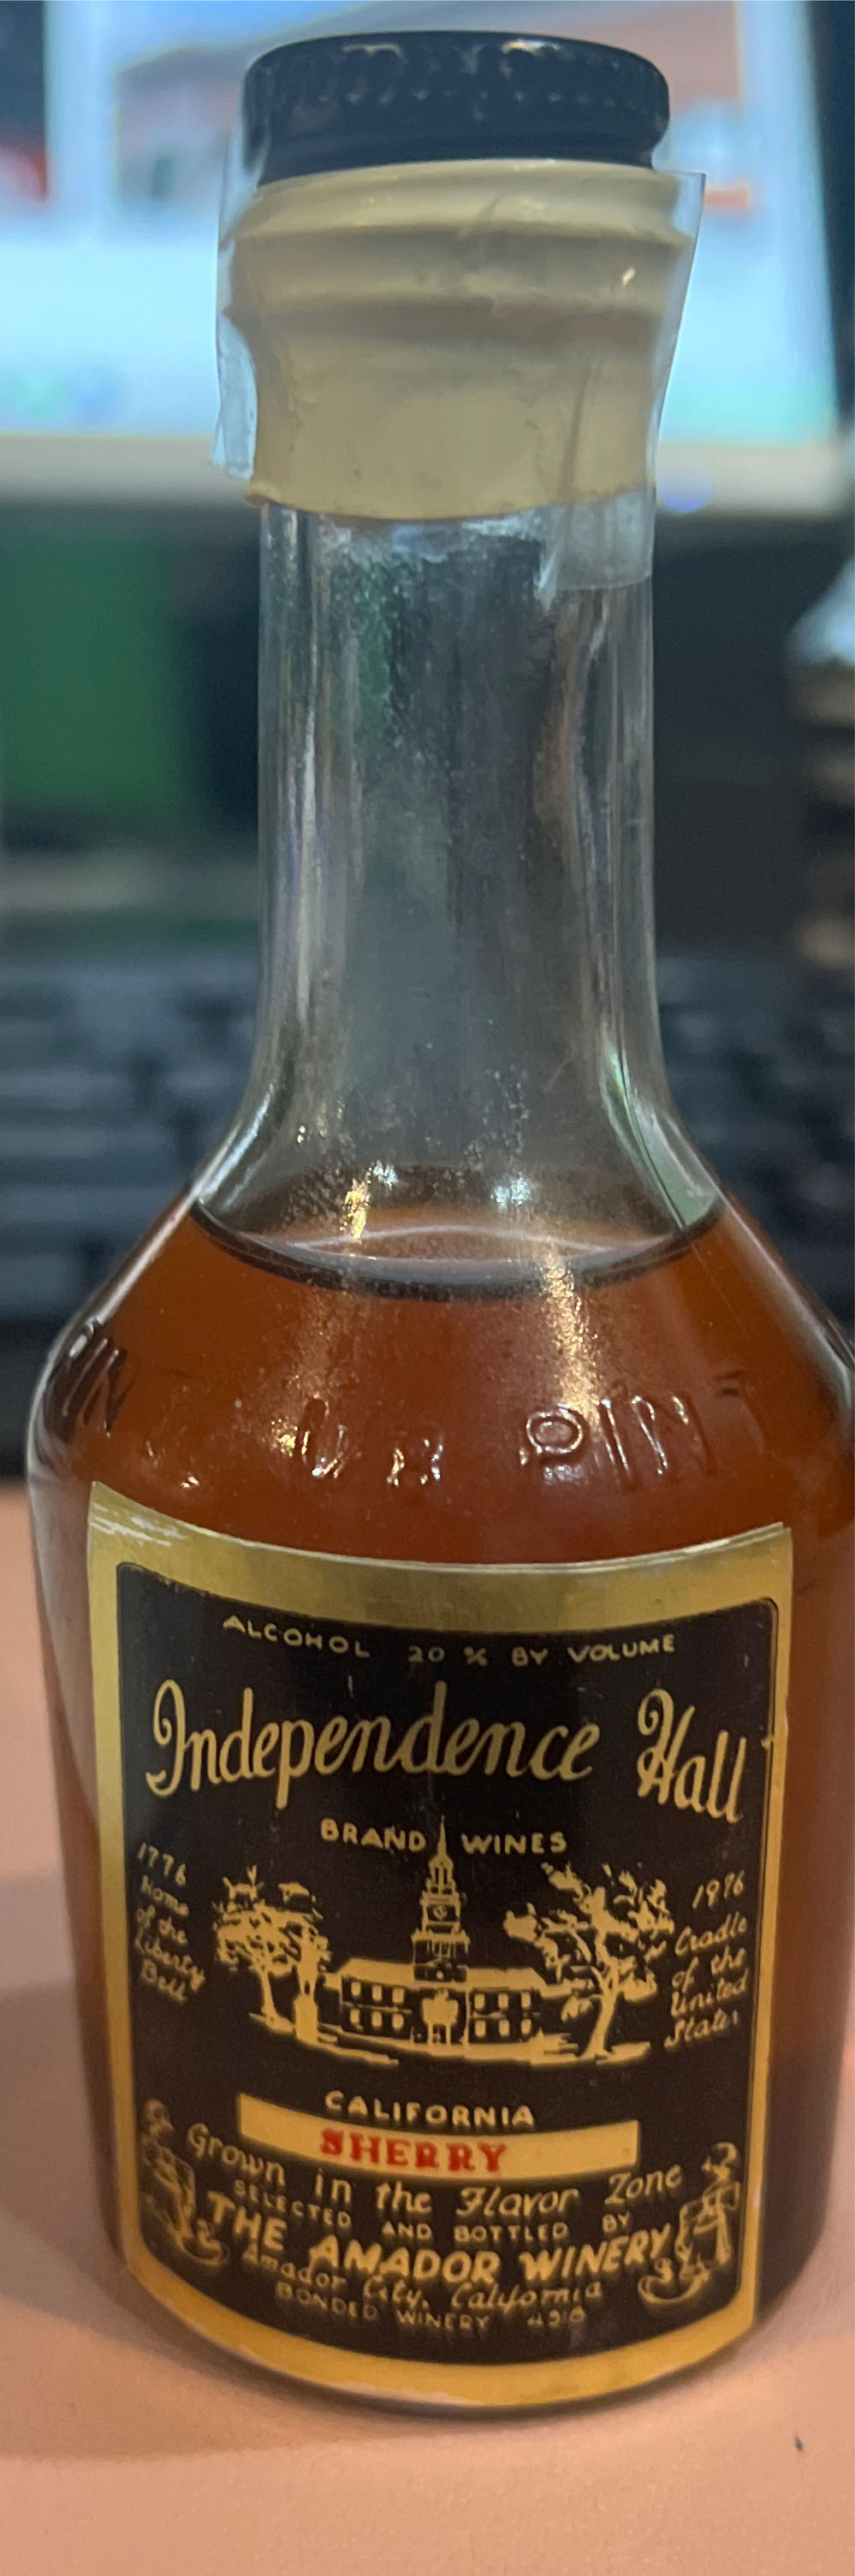 PINT
ALCOHOL 20 % BY VOLUME
Independence Hall
BRAND WINES
1776
Home
of the
Liberty
Bell
1976
Cradle
of the
United
States
CALIFORNIA
SHERRY
Grown in the Flavor Zone
SELECTED AND BOTTLED BY
THE AMADOR WINERY
Amador City, California
BONDED WINERY